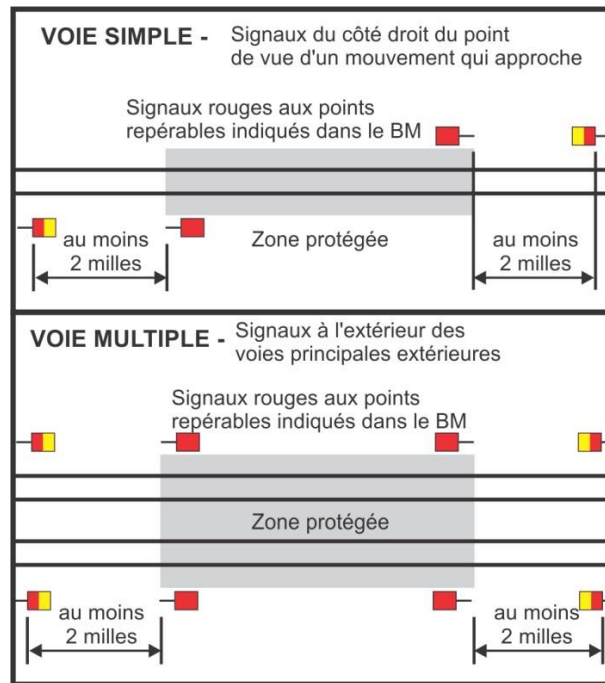 VOIE SIMPLE - Signaux du côté droit du point
de vue d'un mouvement qui approche
Signaux rouges aux points
repérables indiqués dans le BM
au moins
2 milles
Zone protégée
au moins
2 milles
VOIE MULTIPLE - Signaux à l'extérieur des
voies principales extérieures
Signaux rouges aux points
repérables indiqués dans le BM
Zone protégée
au moins
2 milles
au moins
2 milles